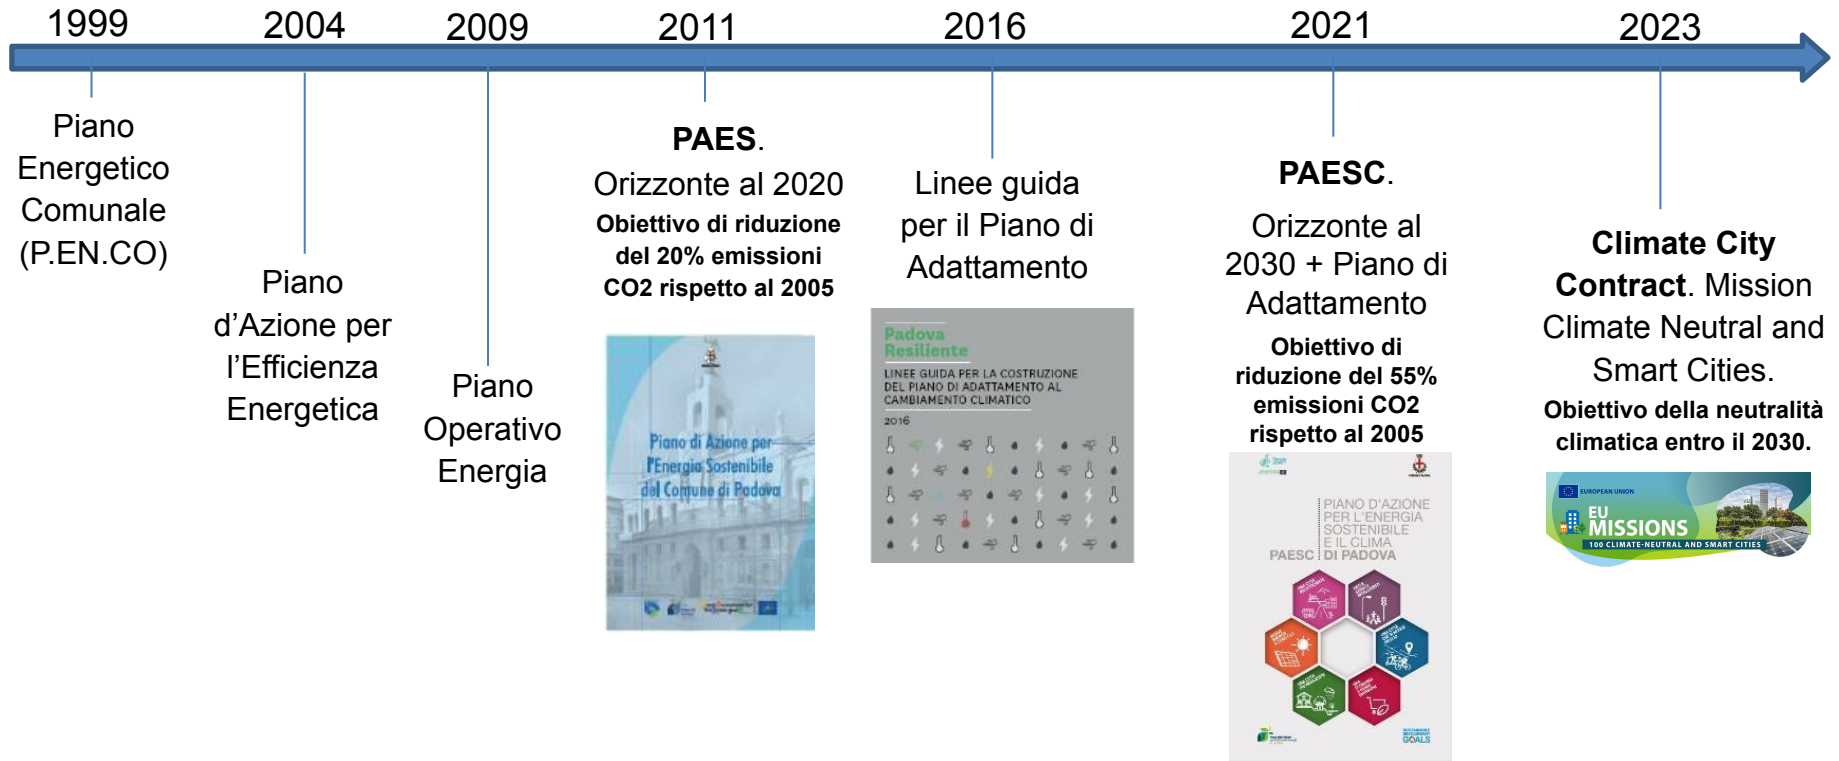 1999
2004
2009
2011
2016
2021
2023
Piano
Energetico
Comunale
(P.EN.CO)
Piano
d’Azione per
l’Efficienza
Energetica
Piano
Operativo
Energia
PAES.
Orizzonte al 2020
Obiettivo di riduzione
del 20% emissioni
CO2 rispetto al 2005
Piano di Azione per
l'Energia Sostenibile
del Comune di Padova
Linee guida
per il Piano di
Adattamento
Padova
Resiliente
LINEE GUIDA PER LA COSTRUZIONE
DEL PIANO DI ADATTAMENTO AL
CAMBIAMENTO CLIMATICO
2016
PAESC.
Orizzonte al
2030 + Piano di
Adattamento
Obiettivo di
riduzione del 55%
emissioni CO2
rispetto al 2005
PIANO D'AZIONE
PER L'ENERGIA
SOSTENIBILE
E IL CLIMA
PAESC DI PADOVA
GOALS
Climate City
Contract. Mission
Climate Neutral and
Smart Cities.
Obiettivo della neutralità
climatica entro il 2030.
EUROPEAN UNION
EU
MISSIONS
100 CLIMATE-NEUTRAL AND SMART CITIES